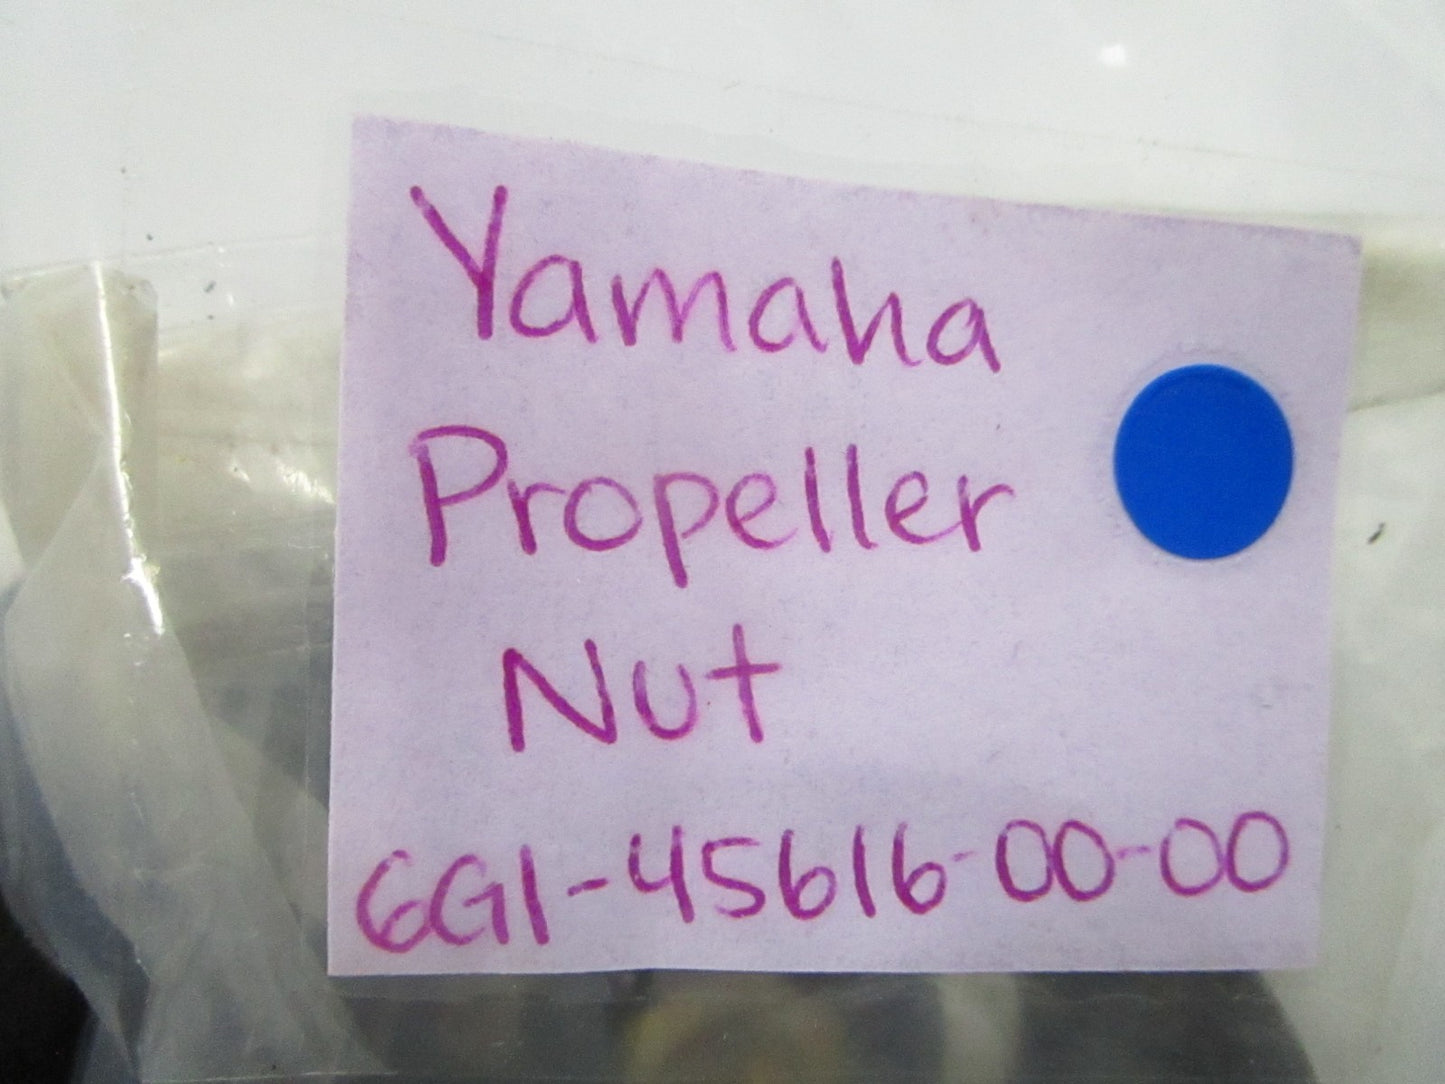 Yamaha
Propeller
Nut
6G1-45616-00-00